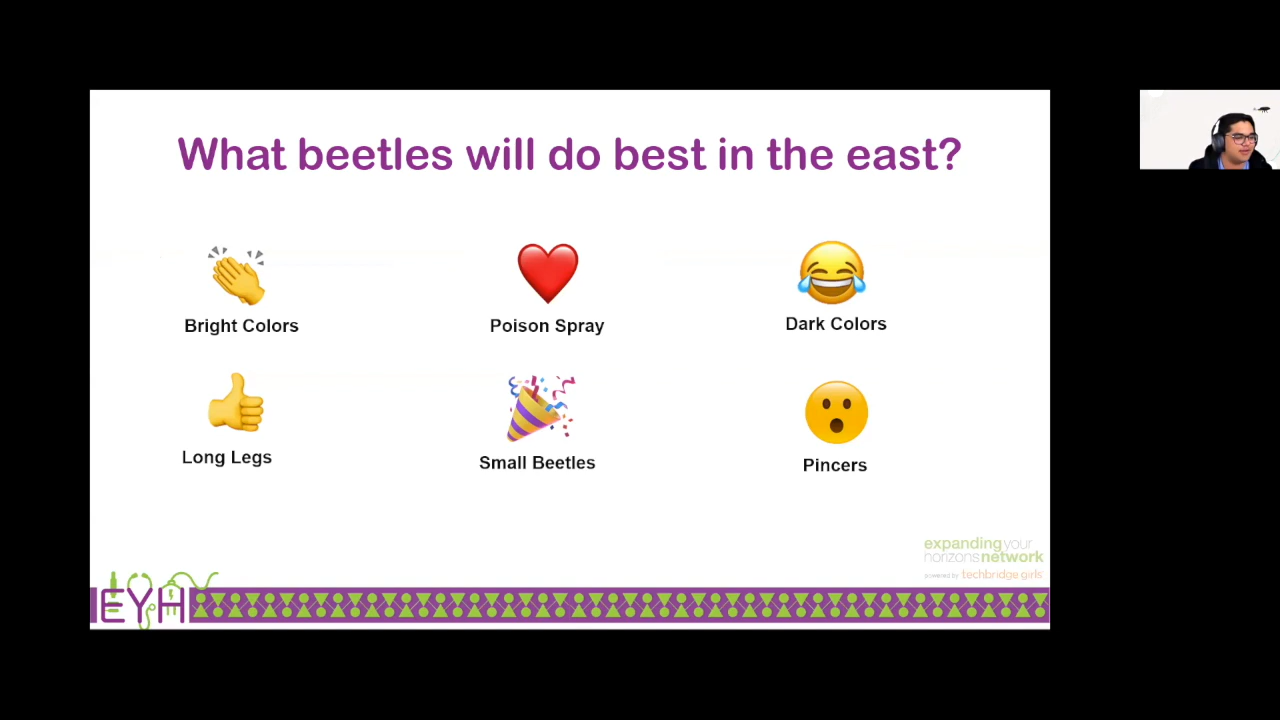 What beetles will do best in the east?
Bright Colors
Poison Spray
Dark Colors
Long Legs
Small Beetles
Pincers
expanding your
horizons network
powered by techbridge girls
EYH